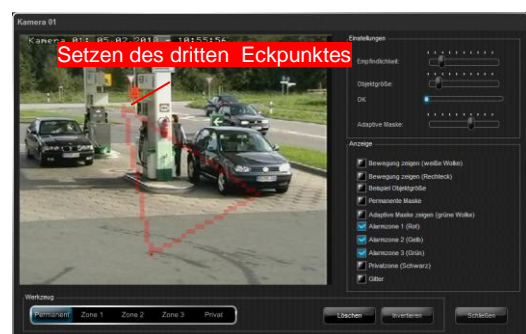 Kamera 01
Kamera 01: 05.02.2010 - 10:55:56
Setzen des dritten Eckpunktes
Einstellungen
Empfindlichkeit:
Objektgröße:
OK
Adaptive Maske:
Anzeige
Bewegung zeigen (weiße Wolke)
Bewegung zeigen (Rechteck)
Beispiel Objektgröße
Permanente Maske
Adaptive Maske zeigen (grüne Wolke)
Alarmzone 1 (Rot)
Alarmzone 2 (Gelb)
Alarmzone 3 (Grün)
Privatzone (Schwarz)
Gitter
Werkzeug
Permanent Zone 1 Zone 2 Zone 3 Privat
Löschen Invertieren Schließen